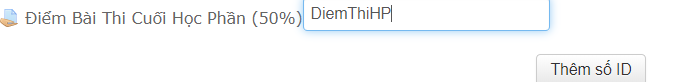 Điểm Bài Thi Cuối Học Phần (50%) DiemThiHP
Thêm số ID